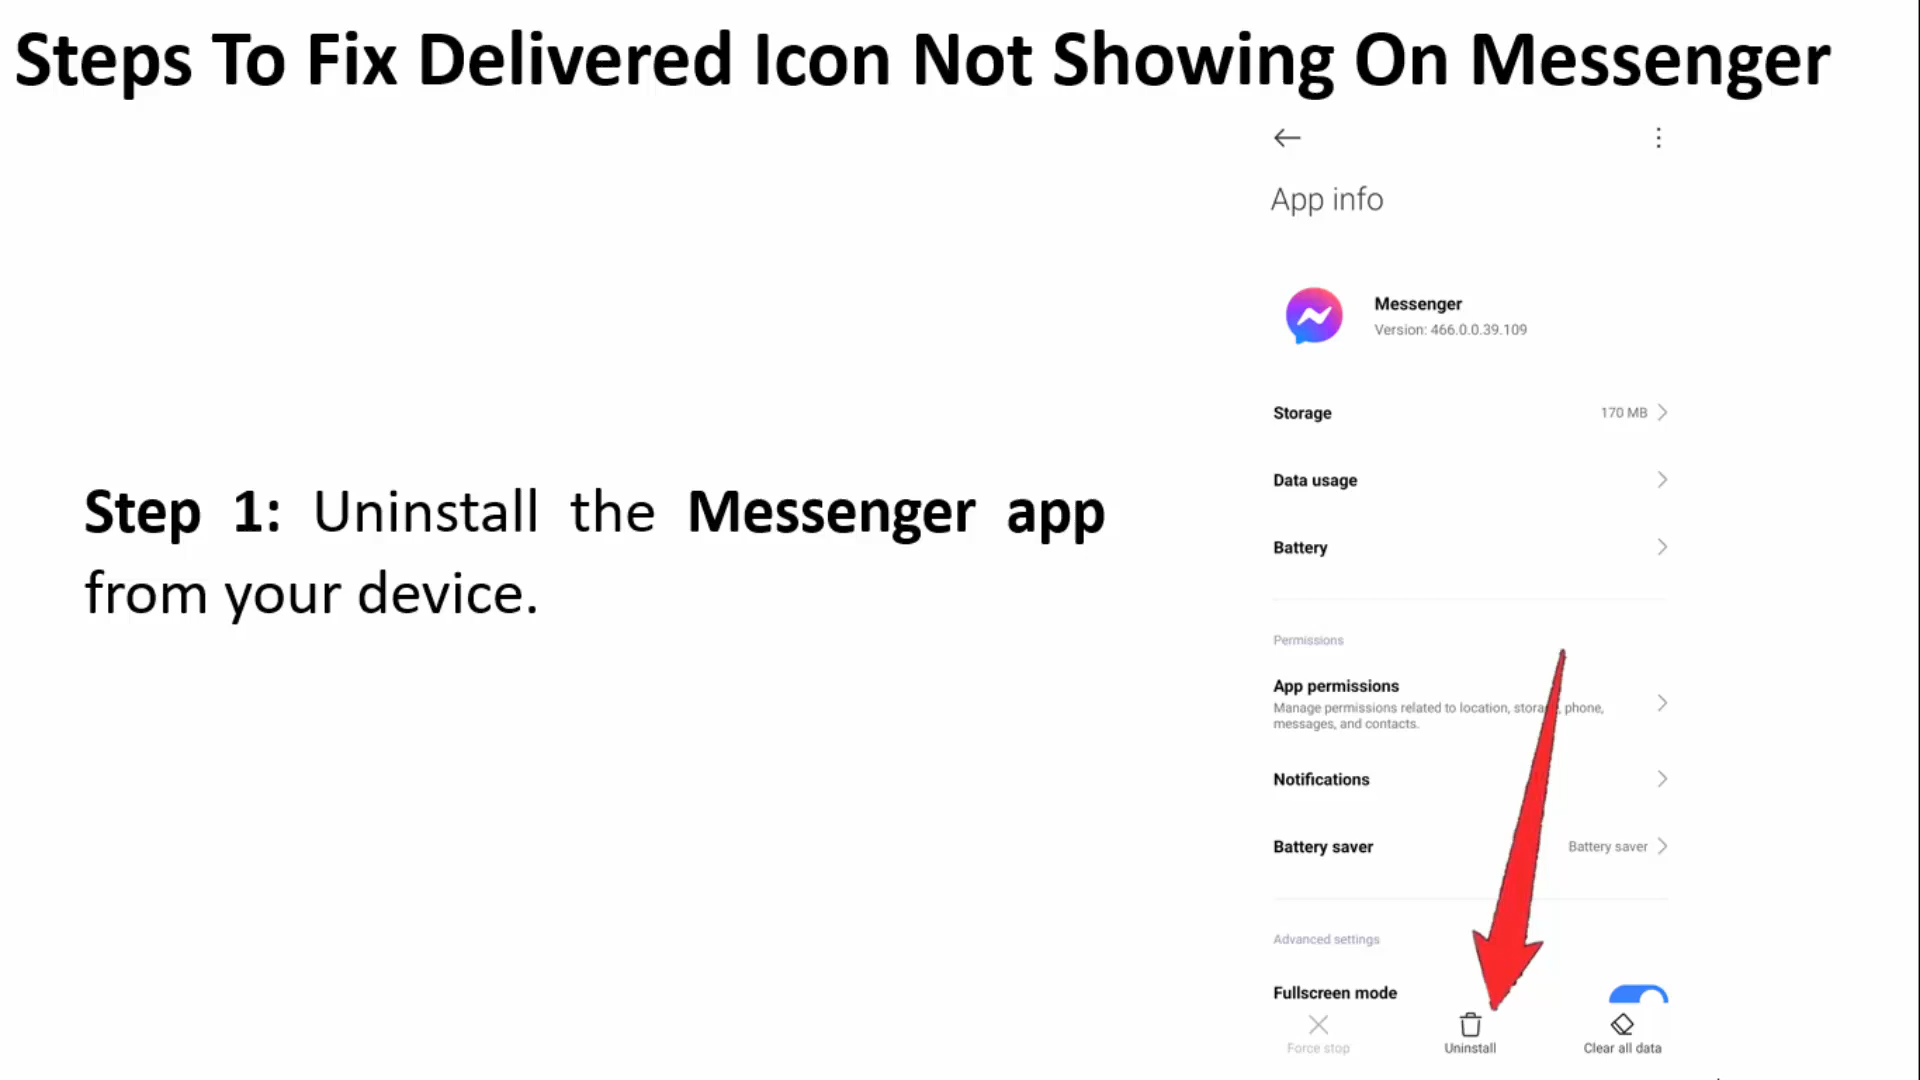 Steps To Fix Delivered Icon Not Showing On Messenger
App info
Messenger
Version: 466.0.0.39.109
Storage 170 MB
Data usage
Step 1: Uninstall the Messenger app
from your device.
Battery
Permissions
App permissions
Manage permissions related to location, phone,
messages, and contacts.
Notifications
Battery saver Battery saver
Advanced settings
Fullscreen mode
Force stop Uninstall Clear all data